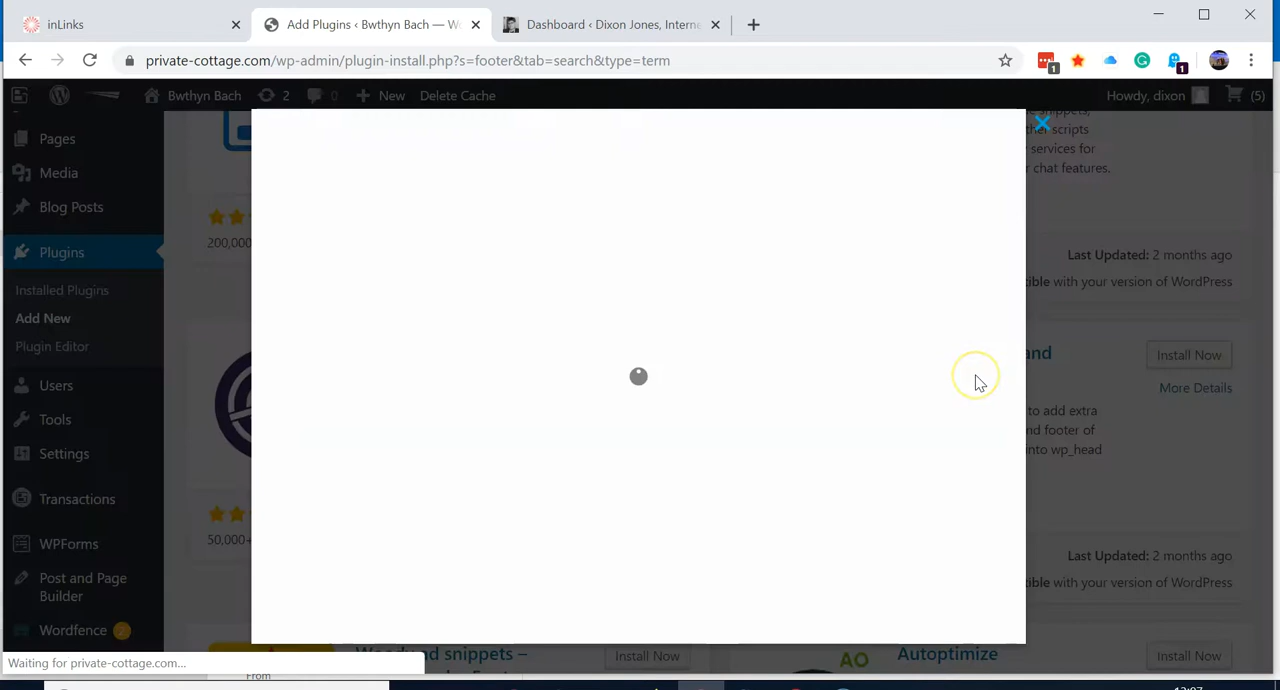 inLinks
Add Plugins ‹ Bwthyn Bach — W
Dashboard ‹ Dixon Jones, Interne
private-cottage.com/wp-admin/plugin-install.php?s=footer&tab=search&type=term
1
1
Bwthyn Bach
2
0
New
Delete Cache
Howdy, dixon
(5)
Pages
Media
Blog Posts
Plugins
Installed Plugins
Add New
Plugin Editor
Users
Tools
Settings
Transactions
WPForms
Post and Page
Builder
Wordfence 2
200,000
50,000+
ther scripts
services for
r chat features.
Last Updated: 2 months ago
tible with your version of WordPress
and
Install Now
More Details
to add extra
nd footer of
into wp_head
Last Updated: 2 months ago
tible with your version of WordPress
Woody ad snippets –
Install Now
AO
Autoptimize
Install Now
Waiting for private-cottage.com...
From